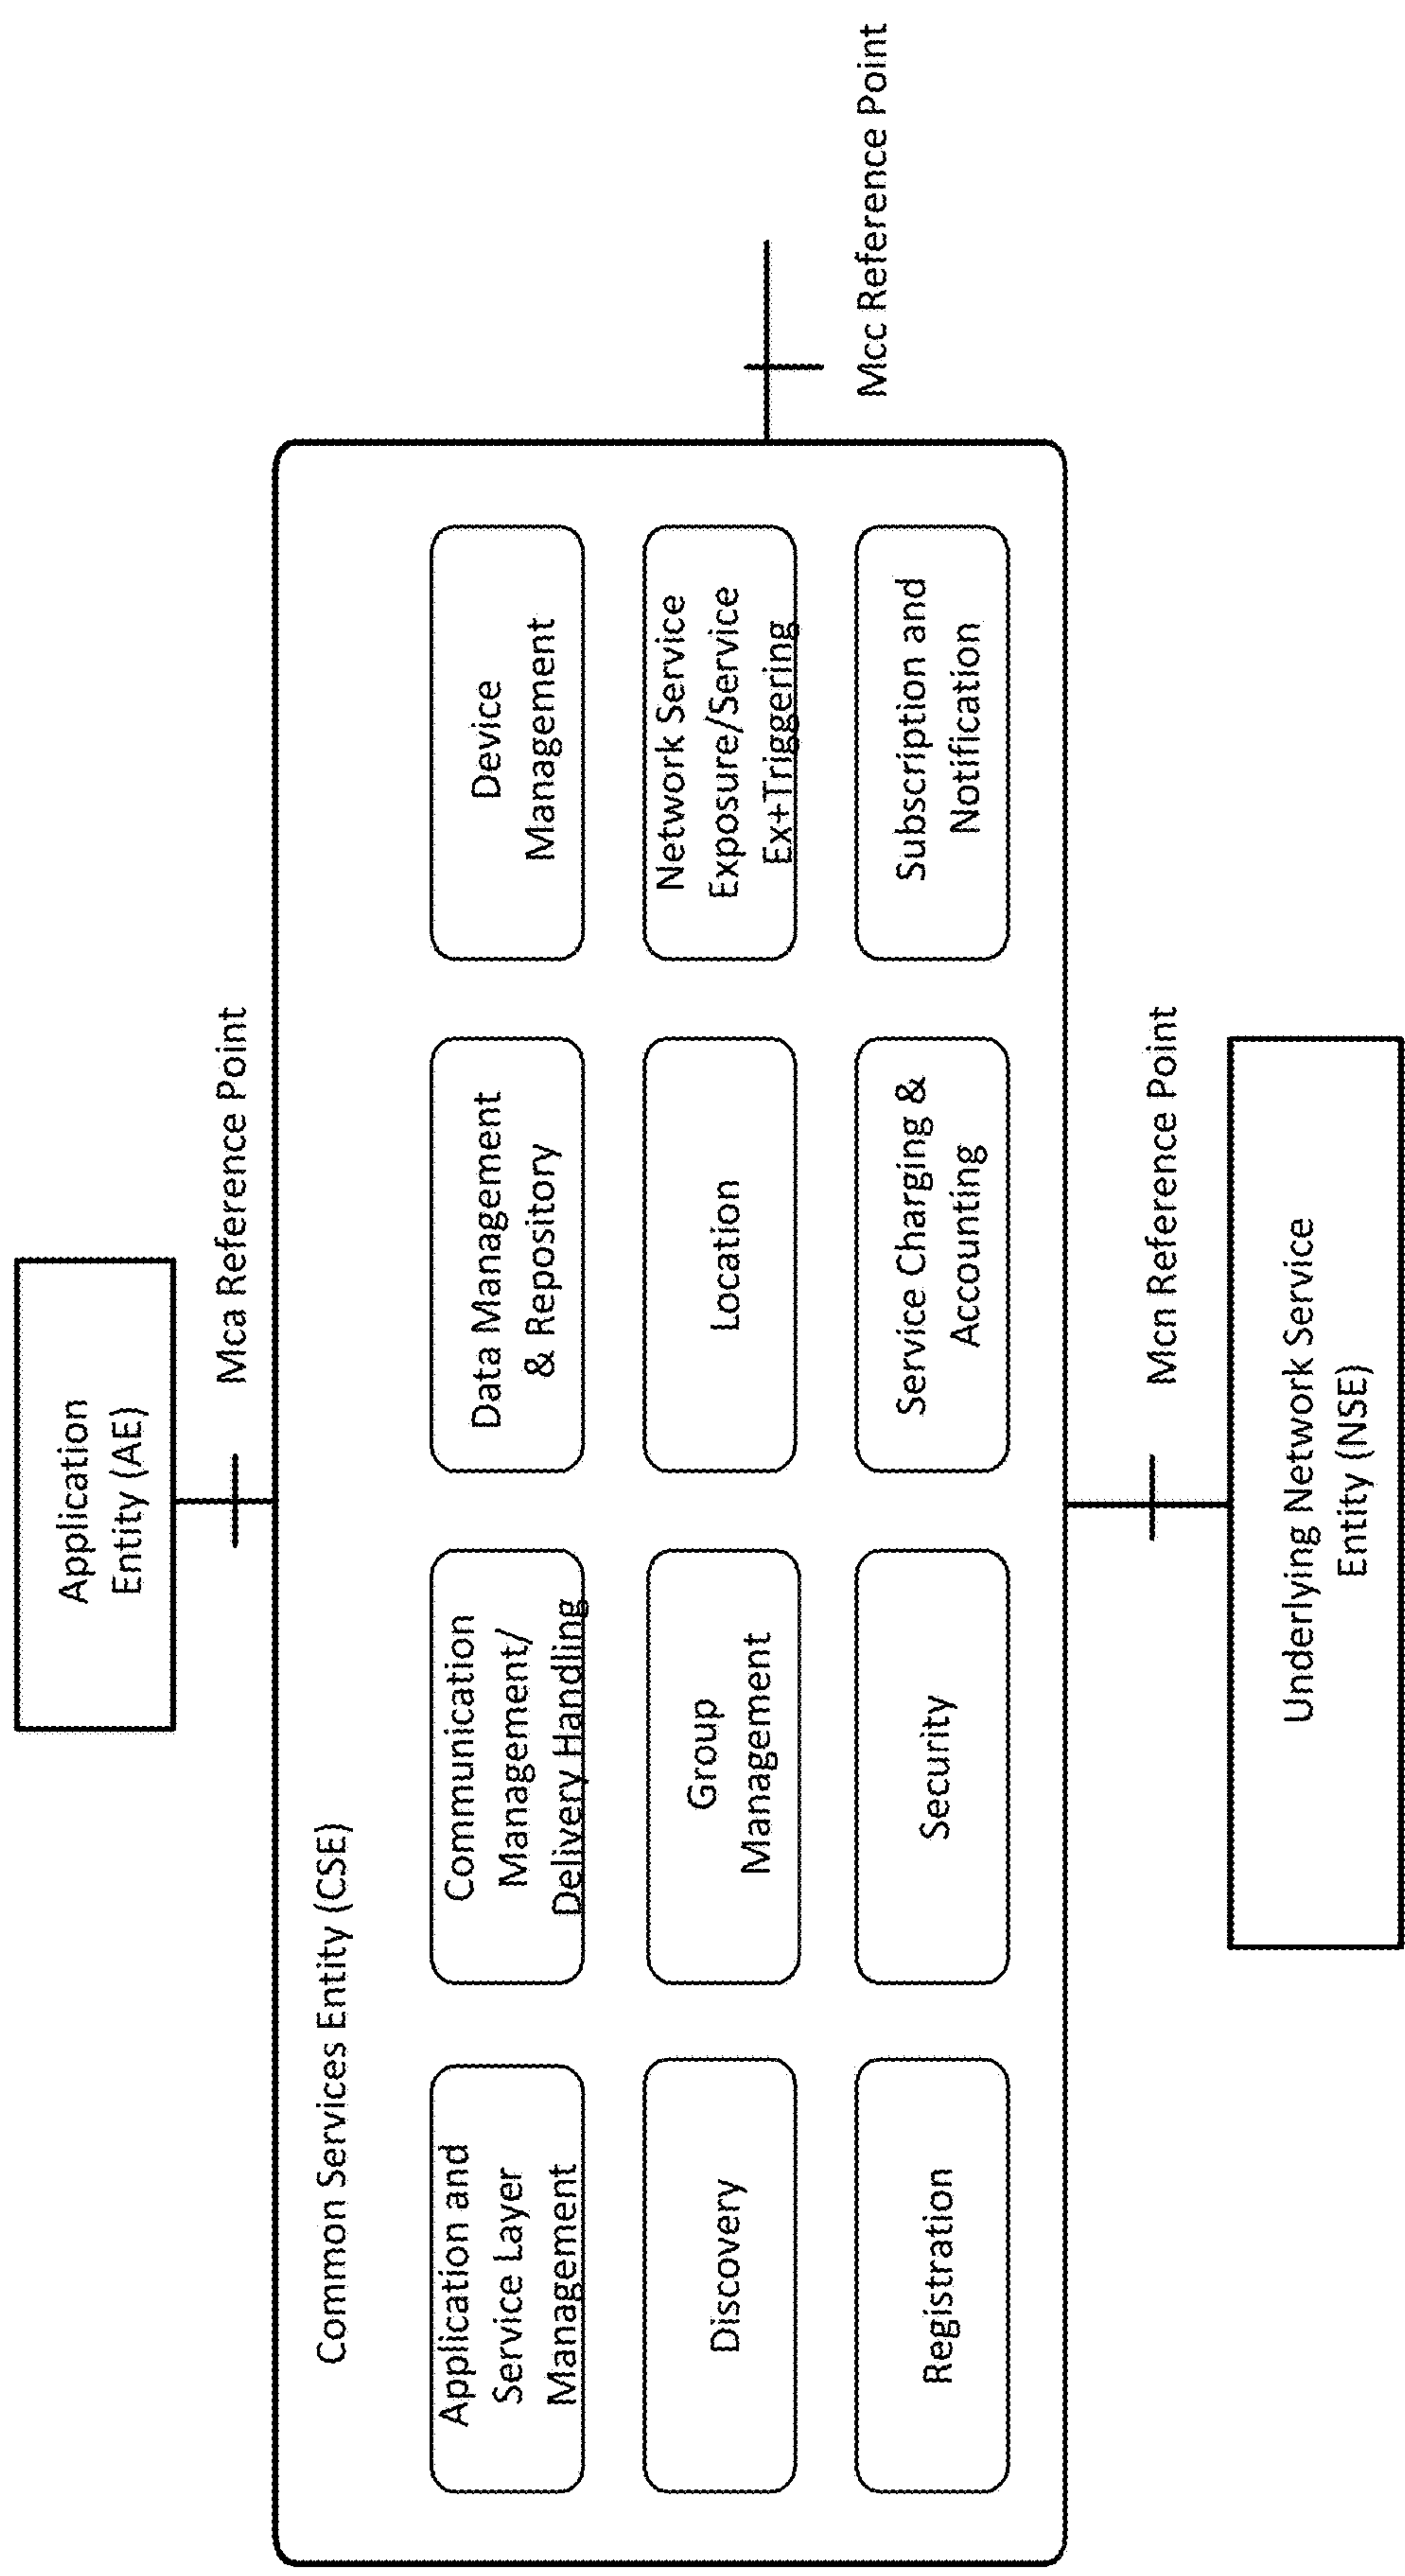 Application
Entity (AE)
Mca Reference Point
Common Services Entity (CSE)
Application and
Service Layer
Management
Communication
Management/
Delivery Handling
Data Management
& Repository
Device
Management
Discovery
Group
Management
Location
Network Service
Exposure/Service
Ex+Triggering
Registration
Security
Service Charging &
Accounting
Subscription and
Notification
Mcc Reference Point
Mcn Reference Point
Underlying Network Service
Entity (NSE)